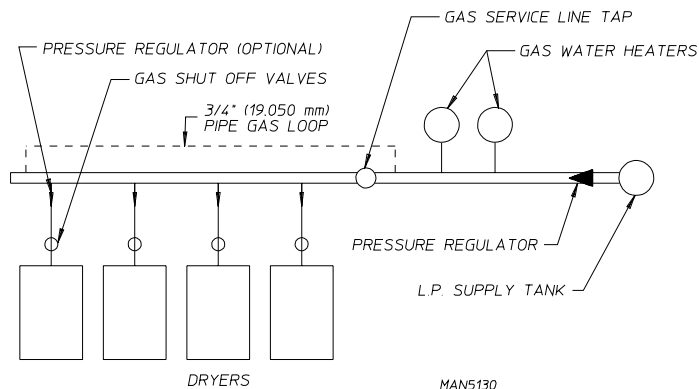 GAS SERVICE LINE TAP
PRESSURE REGULATOR (OPTIONAL)
GAS WATER HEATERS
GAS SHUT OFF VALVES
3/4" (19.050 mm)
PIPE GAS LOOP
PRESSURE REGULATOR
L.P. SUPPLY TANK
DRYERS
MAN5130